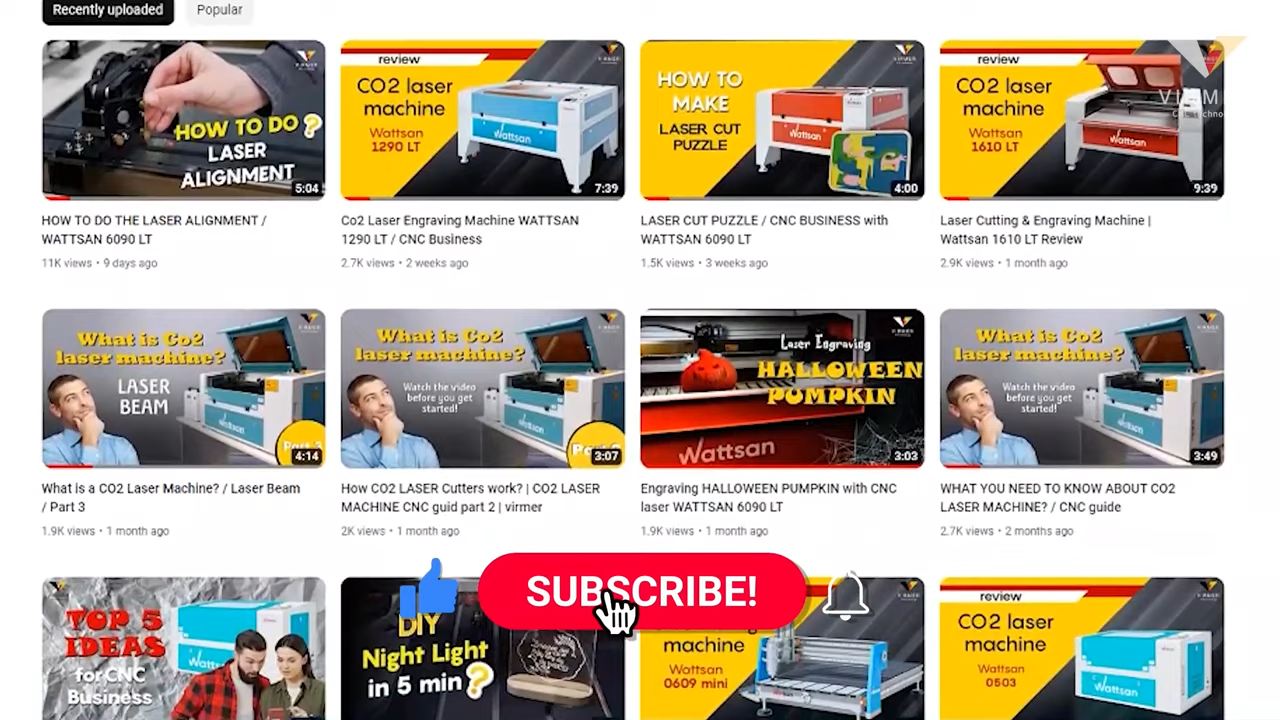 Recently uploaded
Popular
HOW TO DO ?
LASER
ALIGNMENT
5:04
HOW TO DO THE LASER ALIGNMENT /
WATTSAN 6090 LT
11K views • 9 days ago
review
CO2 laser
machine
Wattsan
1290 LT
Wattsan
7:39
Co2 Laser Engraving Machine WATTSAN
1290 LT / CNC Business
2.7K views • 2 weeks ago
HOW TO
MAKE
LASER CUT
PUZZLE
Wattsan
4:00
LASER CUT PUZZLE / CNC BUSINESS with
WATTSAN 6090 LT
1.5K views • 3 weeks ago
review
CO2 laser
machine
Wattsan
1610 LT
Wattsan
9:39
Laser Cutting & Engraving Machine |
Wattsan 1610 LT Review
2.9K views • 1 month ago
What is Co2
laser machine?
LASER
BEAM
Wattsan
Part 3
4:14
What is a CO2 Laser Machine? / Laser Beam
/ Part 3
1.9K views • 1 month ago
What is Co2
laser machine?
Watch the video
before you get
started!
Wattsan
3:07
How CO2 LASER Cutters work? | CO2 LASER
MACHINE CNC guid part 2 | virmer
2K views • 1 month ago
Laser Engraving
HALLOWEEN
PUMPKIN
Wattsan
3:03
Engraving HALLOWEEN PUMPKIN with CNC
laser WATTSAN 6090 LT
1.9K views • 1 month ago
What is Co2
laser machine?
Watch the video
before you get
started!
Wattsan
3:49
WHAT YOU NEED TO KNOW ABOUT CO2
LASER MACHINE? / CNC guide
2.7K views • 2 months ago
SUBSCRIBE!
TOP 5
IDEAS
for CNC
Business
DIY
Night Light
in 5 min ?
machine
Wattsan
0609 mini
review
CO2 laser
machine
Wattsan
0503
Wattsan